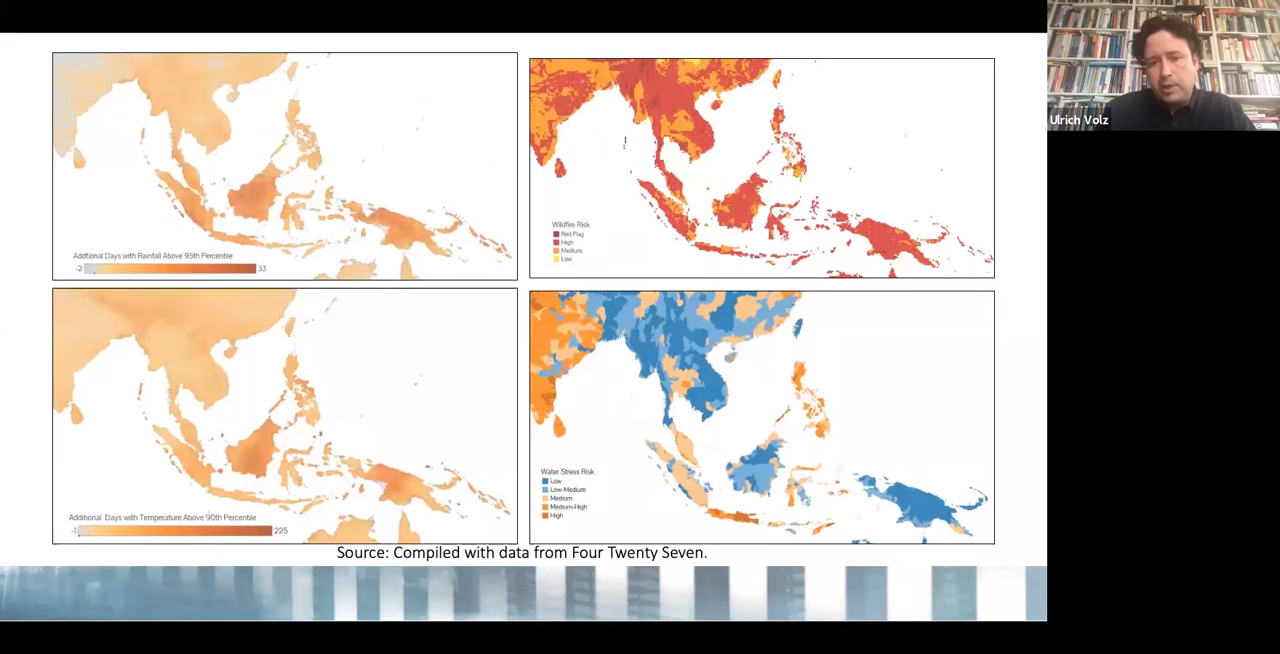 Ulrich Volz
Addtional Days with Rainfall Above 95th Percentile
-2
33
Wildfire Risk
Red Flag
High
Medium
Low
Additional Days with Temperature Above 90th Percentile
-1
225
Water Stress Risk
Low
Low-Medium
Medium
Medium-High
High
Source: Compiled with data from Four Twenty Seven.